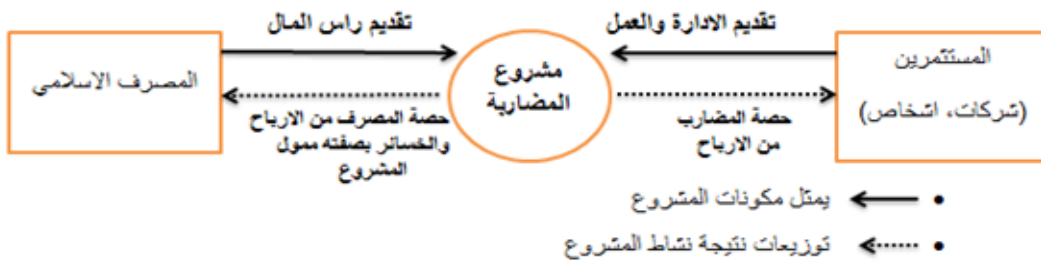 تقديم راس المال
تقديم الادارة والعمل
المصرف الاسلامي
مشروع
المضاربة
المستثمرين
(شركات، اشخاص)
حصة المصرف من الارباح
والخسائر بصفته ممول
المشروع
حصة المضارب
من الارباح
يمثل مكونات المشروع
توزيعات نتيجة نشاط المشروع